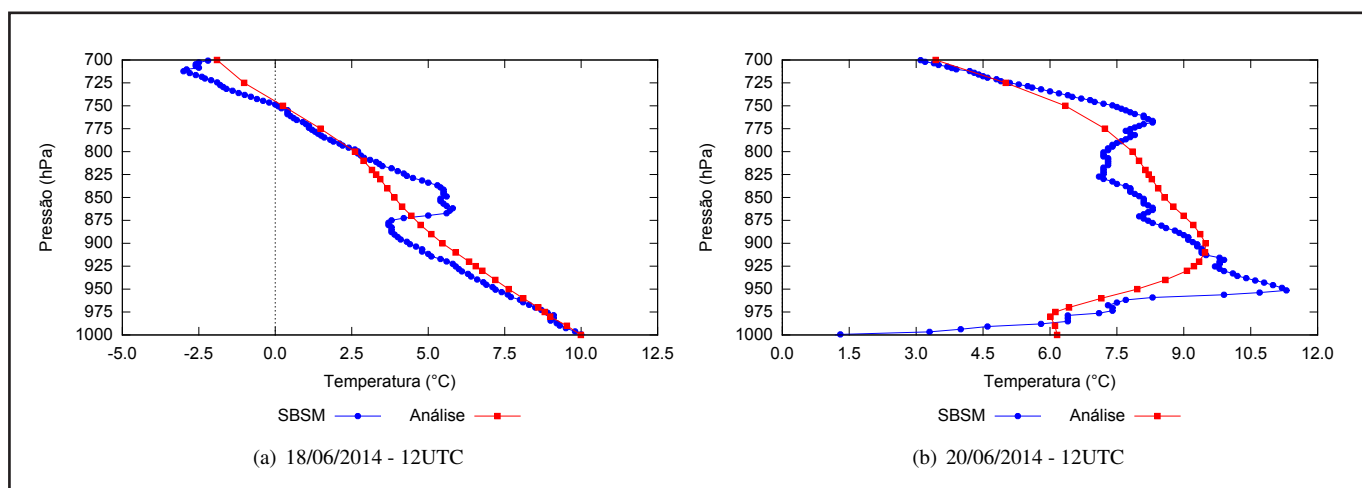 700
725
750
775
800
825
850
875
900
925
950
975
1000
Pressão (hPa)
-5.0 -2.5 0.0 2.5 5.0 7.5 10.0 12.5
Temperatura (°C)
SBSM Análise
(a) 18/06/2014 - 12UTC
700
725
750
775
800
825
850
875
900
925
950
975
1000
Pressão (hPa)
0.0 1.5 3.0 4.5 6.0 7.5 9.0 10.5 12.0
Temperatura (°C)
SBSM Análise
(b) 20/06/2014 - 12UTC